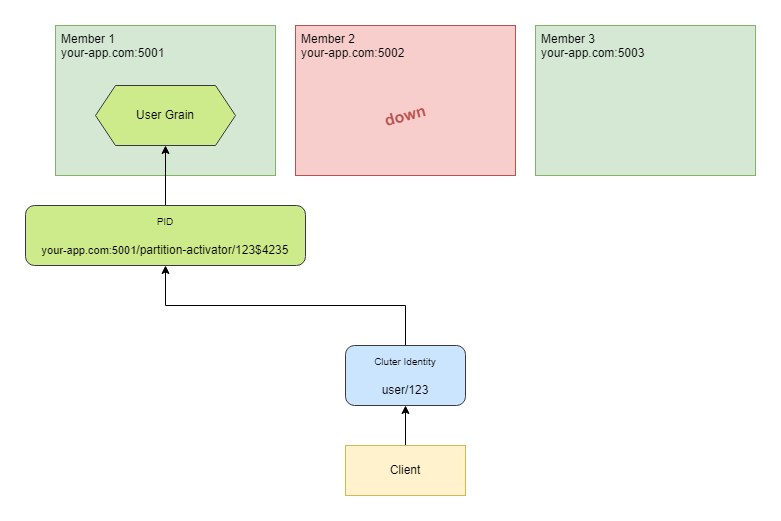 Member 1
your-app.com:5001
Member 2
your-app.com:5002
Member 3
your-app.com:5003
User Grain
down
PID
your-app.com:5001/partition-activator/123$4235
Cluter Identity
user/123
Client